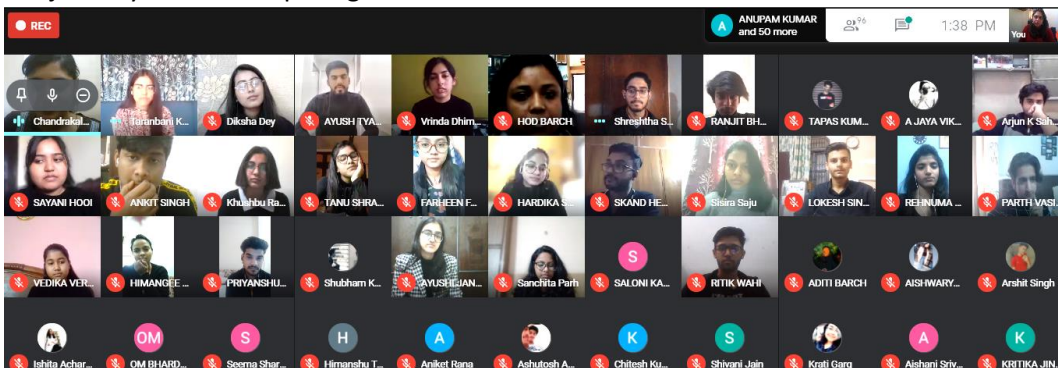 REC
A
ANUPAM KUMAR
and 50 more
96
1:38 PM
You
Chandrakal...
Taranbani K...
Diksha Dey
AYUSH TYA...
Vrinda Dhim...
HOD BARCH
Shreshtha S...
RANJIT BH...
TAPAS KUM...
A JAYA VIK...
Arjun K Sah...
SAYANI HOOI
ANKIT SINGH
Khushbu Ra...
TANU SHRA...
FARHEEN F...
HARDIKA S...
SKAND HE...
Sisira Saju
LOKESH SIN...
REHNUMA ...
PARTH VASI...
VEDIKA VER...
HIMANGEE ...
PRIYANSHU...
Shubham K...
AYUSHI JAN...
Sanchita Parh
S
SALONI KA...
RITIK WAHI
ADITI BARCH
AISHWARY...
Arshit Singh
Ishita Achar...
OM
OM BHARD...
S
Seema Shar...
H
Himanshu T...
A
Aniket Rana
Ashutosh A...
K
Chitesh Ku...
S
Shivani Jain
Krati Garg
A
Aishani Sriv...
K
KRITIKA JIN...